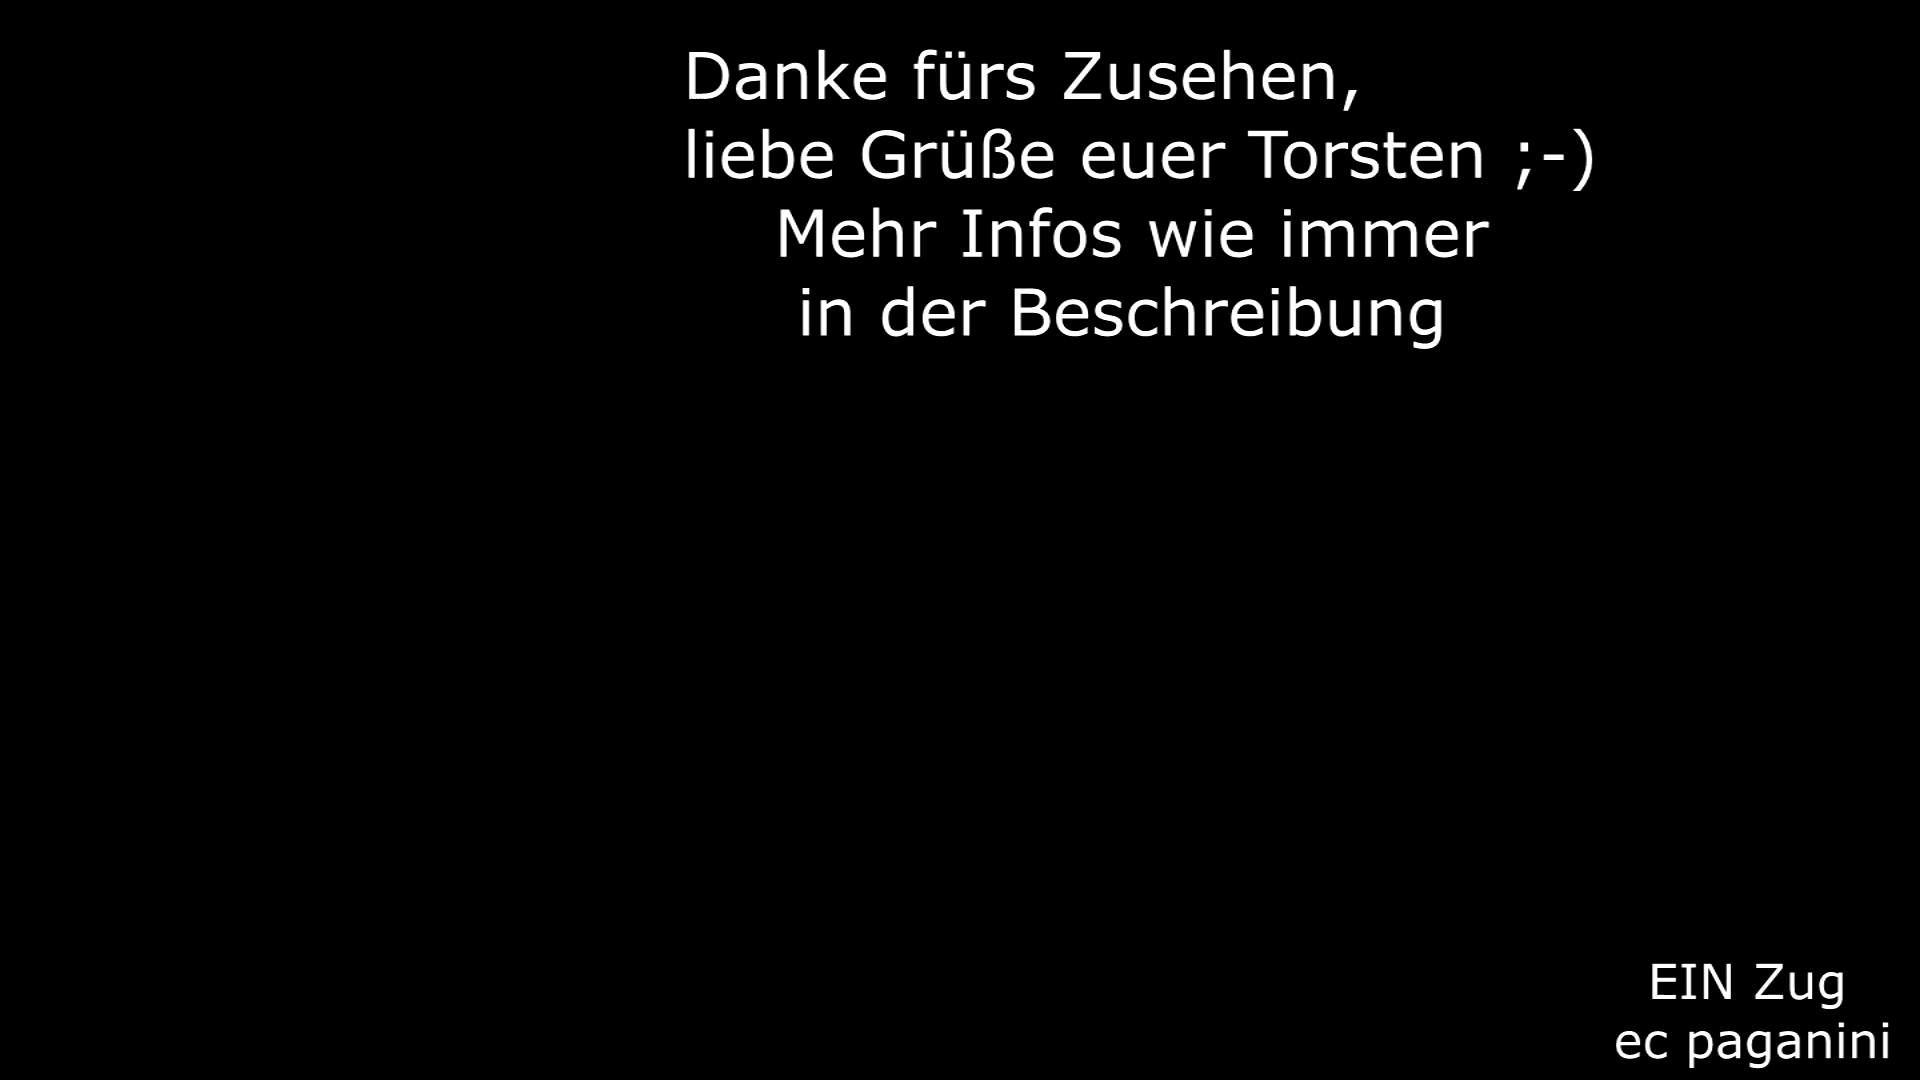 Danke fürs Zusehen,
liebe Grüße euer Torsten ;-)
Mehr Infos wie immer
in der Beschreibung
EIN Zug
ec paganini